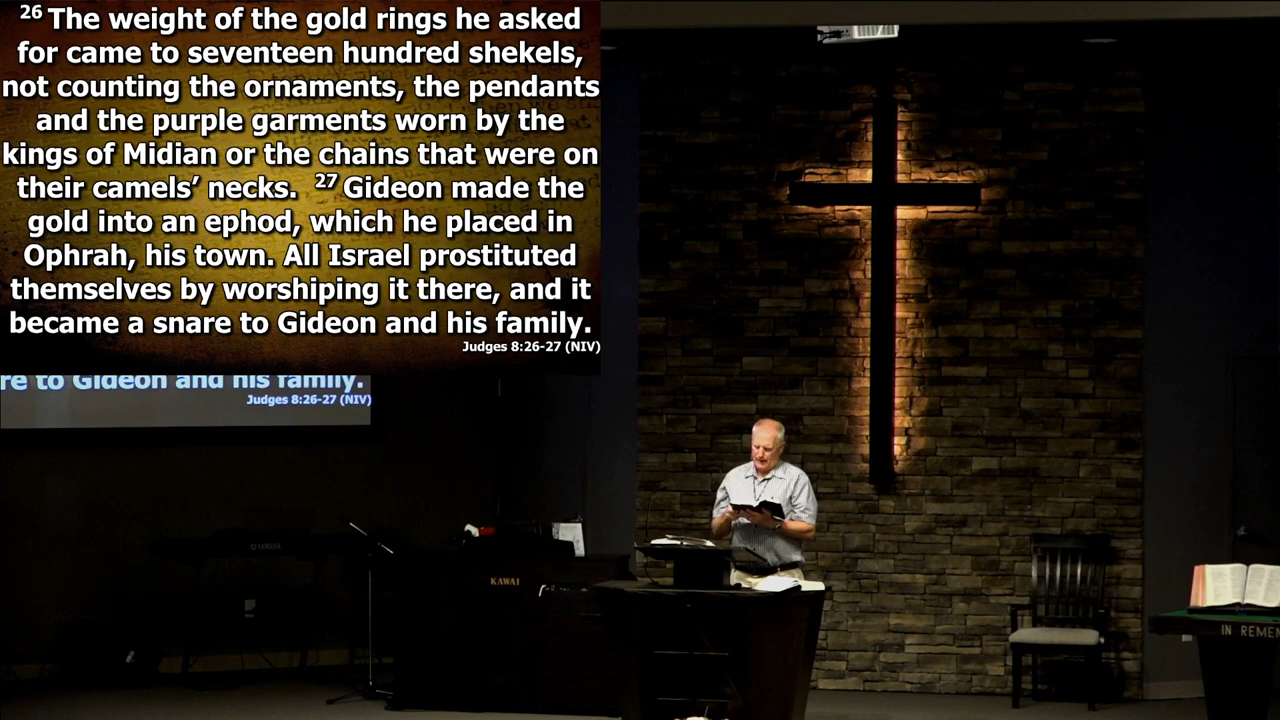 26 The weight of the gold rings he asked
for came to seventeen hundred shekels,
not counting the ornaments, the pendants
and the purple garments worn by the
kings of Midian or the chains that were on
their camels’ necks. 27 Gideon made the
gold into an ephod, which he placed in
Ophrah, his town. All Israel prostituted
themselves by worshiping it there, and it
became a snare to Gideon and his family.
Judges 8:26-27 (NIV)
re to Gideon and his family.
Judges 8:26-27 (NIV)
YAMAHA
KAWAI
IN REMEM